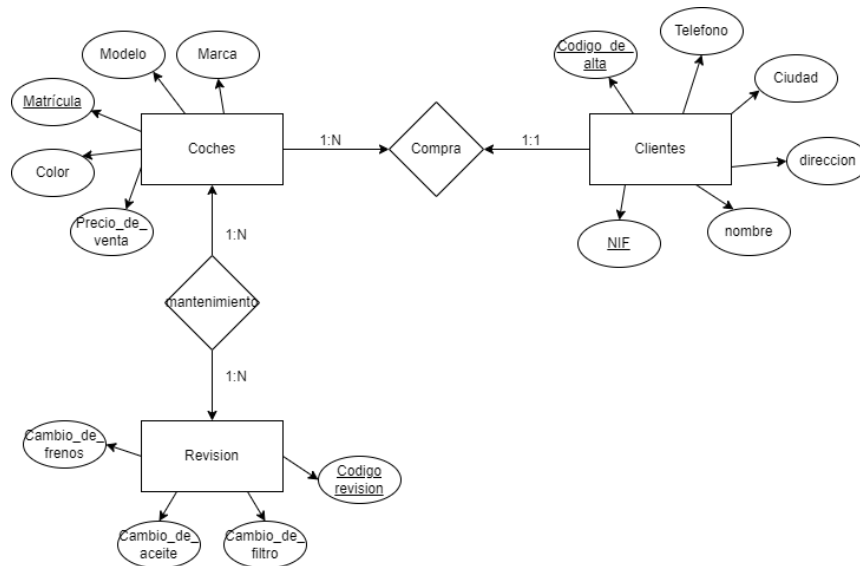 Modelo
Marca
Matrícula
Color
Precio_de_
venta
Coches
1:N
Compra
1:1
Clientes
Codigo_de_
alta
Telefono
Ciudad
direccion
nombre
NIF
1:N
mantenimiento
1:N
Revision
Cambio_de_
frenos
Cambio_de_
aceite
Cambio_de_
filtro
Codigo
revision